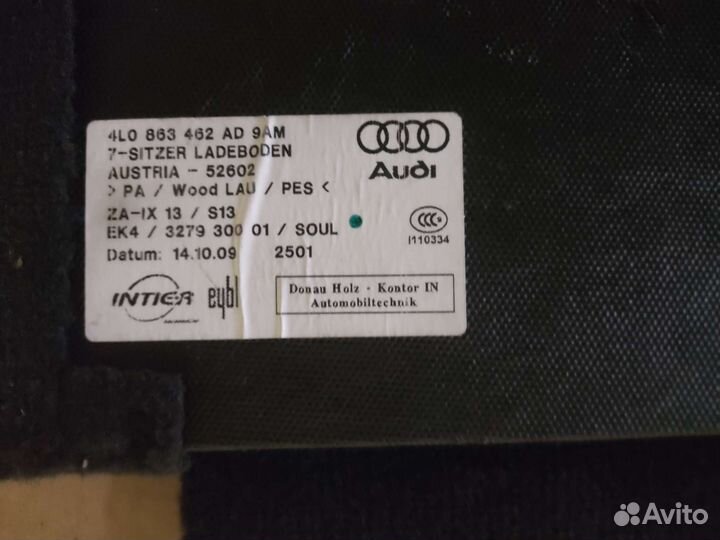 4L0 863 462 AD 9AM
7-SITZER LADEBODEN
AUSTRIA - 52602
> PA / Wood LAU / PES <
ZA-IX 13 / S13
EK4 / 3279 300 01 / SOUL
Datum: 14.10.09 2501
Audi
CCC S
i110334
INTIER eybl
Donau Holz - Kontor IN
Automobiltechnik
Avito